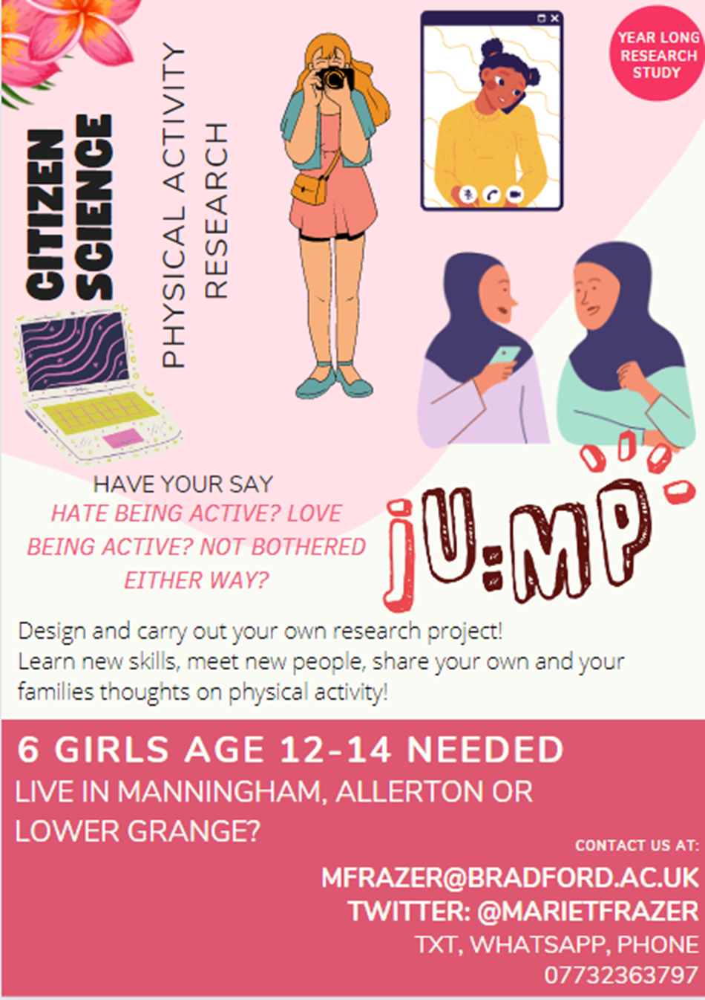 YEAR LONG
RESEARCH
STUDY
CITIZEN
SCIENCE
PHYSICAL ACTIVITY
RESEARCH
HAVE YOUR SAY
HATE BEING ACTIVE? LOVE
BEING ACTIVE? NOT BOTHERED
EITHER WAY?
jU:MP
Design and carry out your own research project!
Learn new skills, meet new people, share your own and your
families thoughts on physical activity!
6 GIRLS AGE 12-14 NEEDED
LIVE IN MANNINGHAM, ALLERTON OR
LOWER GRANGE?
CONTACT US AT:
MFRAZER@BRADFORD.AC.UK
TWITTER: @MARIETFRAZER
TXT, WHATSAPP, PHONE
07732363797